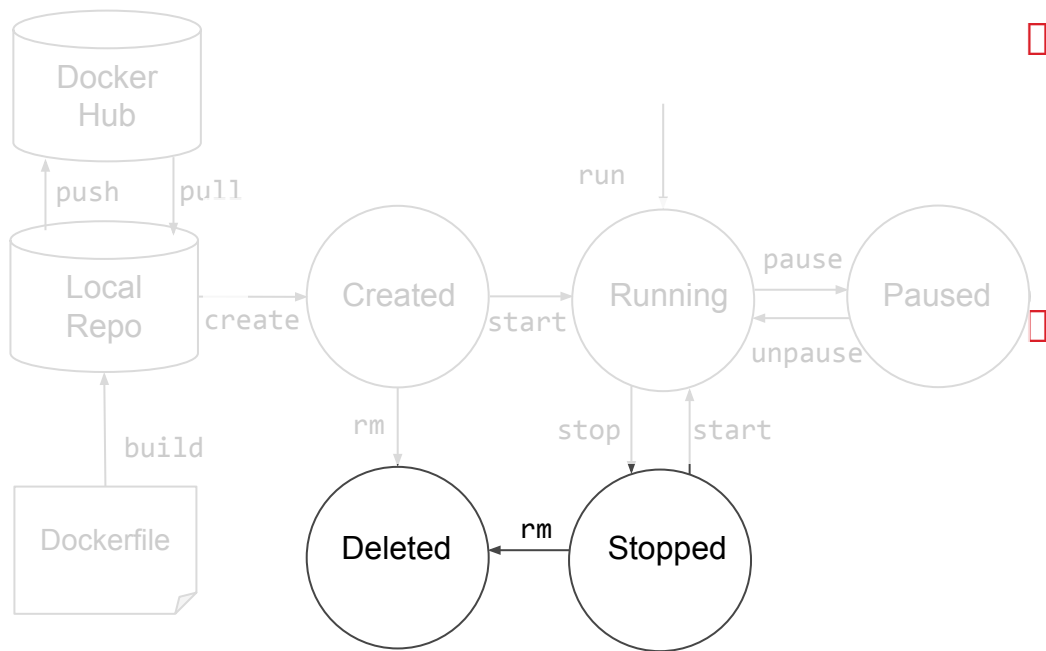 Docker
Hub
push
pull
run
Local
Repo
create
Created
start
Running
pause
unpause
Paused
build
rm
stop
start
Dockerfile
Deleted
rm
Stopped